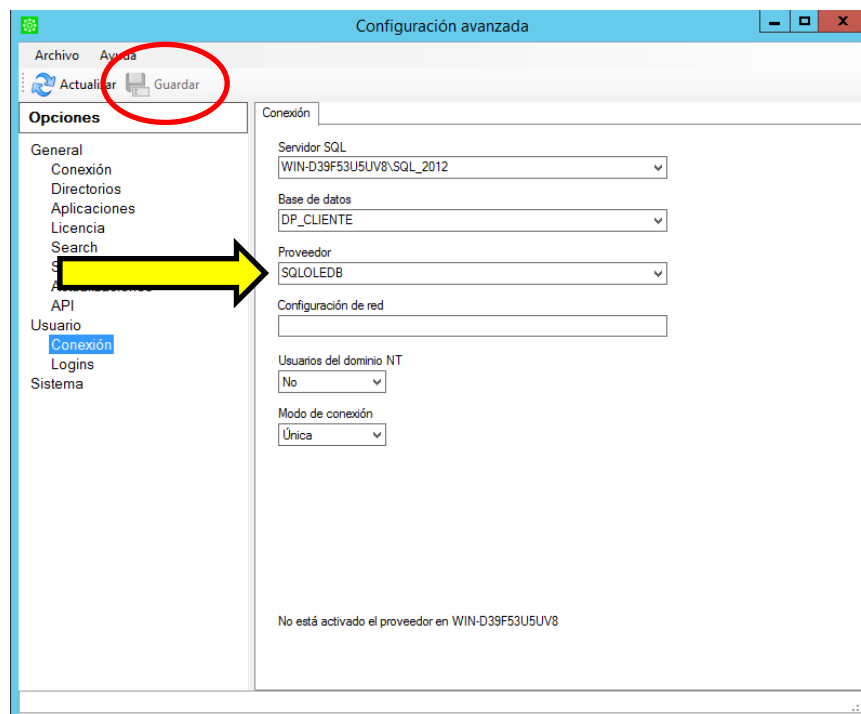 Configuración avanzada
Archivo Ayuda
Actualizar Guardar
Opciones
Conexión
General
Conexión
Directorios
Aplicaciones
Licencia
Search
API
Usuario
Conexión
Logins
Sistema
Servidor SQL
WIN-D39F53U5UV8\SQL_2012
Base de datos
DP_CLIENTE
Proveedor
SQLOLEDB
Configuración de red
Usuarios del dominio NT
No
Modo de conexión
Única
No está activado el proveedor en WIN-D39F53U5UV8